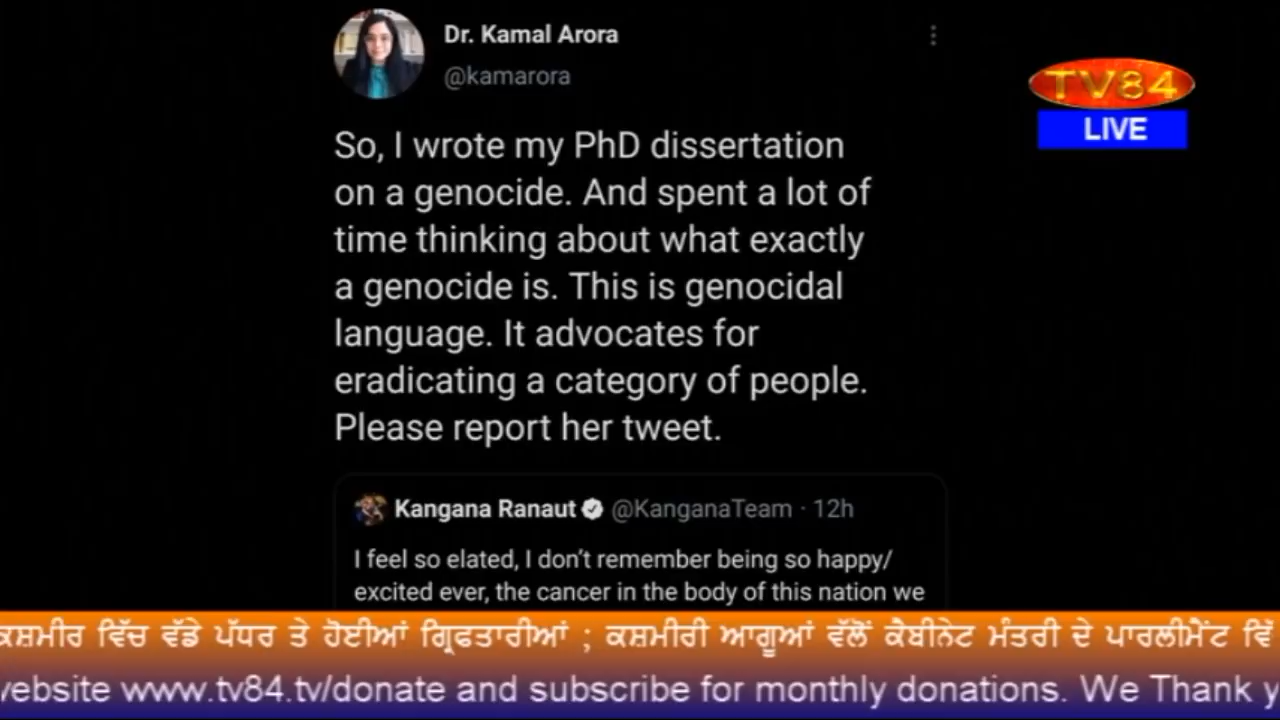 Dr. Kamal Arora
@kamarora
TV84
LIVE
So, I wrote my PhD dissertation
on a genocide. And spent a lot of
time thinking about what exactly
a genocide is. This is genocidal
language. It advocates for
eradicating a category of people.
Please report her tweet.
Kangana Ranaut @KanganaTeam · 12h
I feel so elated, I don't remember being so happy/
excited ever, the cancer in the body of this nation we
ਕਸ਼ਮੀਰ ਵਿੱਚ ਵੱਡੇ ਪੱਧਰ ਤੇ ਹੋਈਆਂ ਗ੍ਰਿਫਤਾਰੀਆਂ ; ਕਸ਼ਮੀਰੀ ਆਗੂਆਂ ਵੱਲੋਂ ਕੈਬੀਨੇਟ ਮੰਤਰੀ ਦੇ ਪਾਰਲੀਮੈਂਟ ਵਿੱ
website www.tv84.tv/donate and subscribe for monthly donations. We Thank y